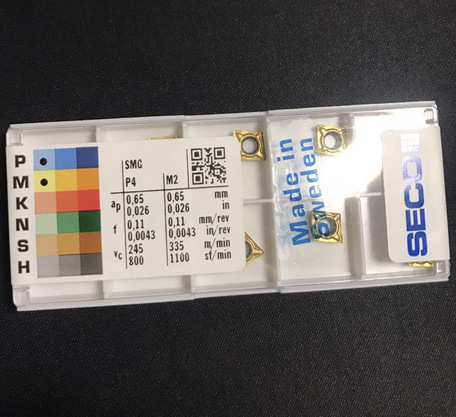 P
M
K
N
S
H
SMG
P4 M2
ap 0,65 0,65 mm
0,026 0,026 in
f 0,11 0,11 mm/rev
0,0043 0,0043 in/rev
vc 245 335 m/min
800 1100 sf/min
Made in
Sweden
SECO